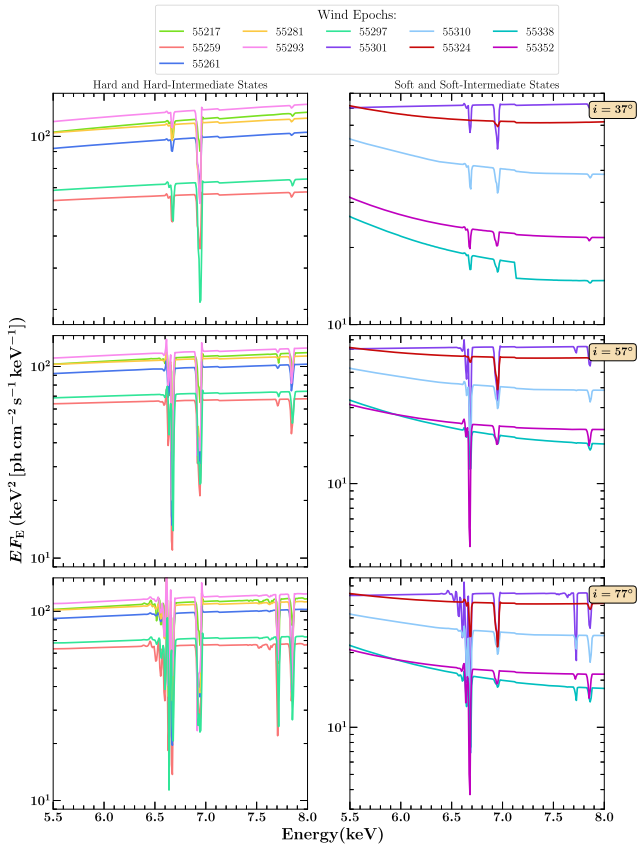 Wind Epochs:
55217 55281 55297 55310 55338
55259 55293 55301 55324 55352
55261
Hard and Hard-Intermediate States
Soft and Soft-Intermediate States
10²
i = 37°
10¹
10²
i = 57°
10¹
10²
i = 77°
10¹
10¹
5.5 6.0 6.5 7.0 7.5 8.0
5.5 6.0 6.5 7.0 7.5 8.0
Energy(keV)
EF_E (keV² [ph cm⁻² s⁻¹ keV⁻¹])